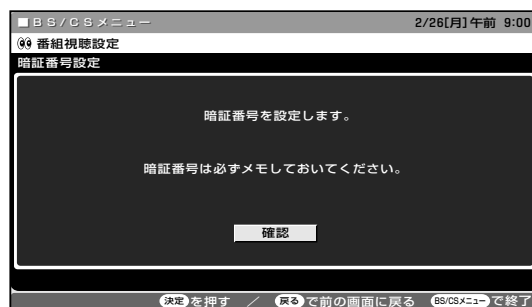 ■BS/CSメニュー 2/26[月]午前 9:00
番組視聴設定
暗証番号設定
暗証番号を設定します。
暗証番号は必ずメモしておいてください。
確認
決定を押す / 戻るで前の画面に戻る BS/CSメニューで終了